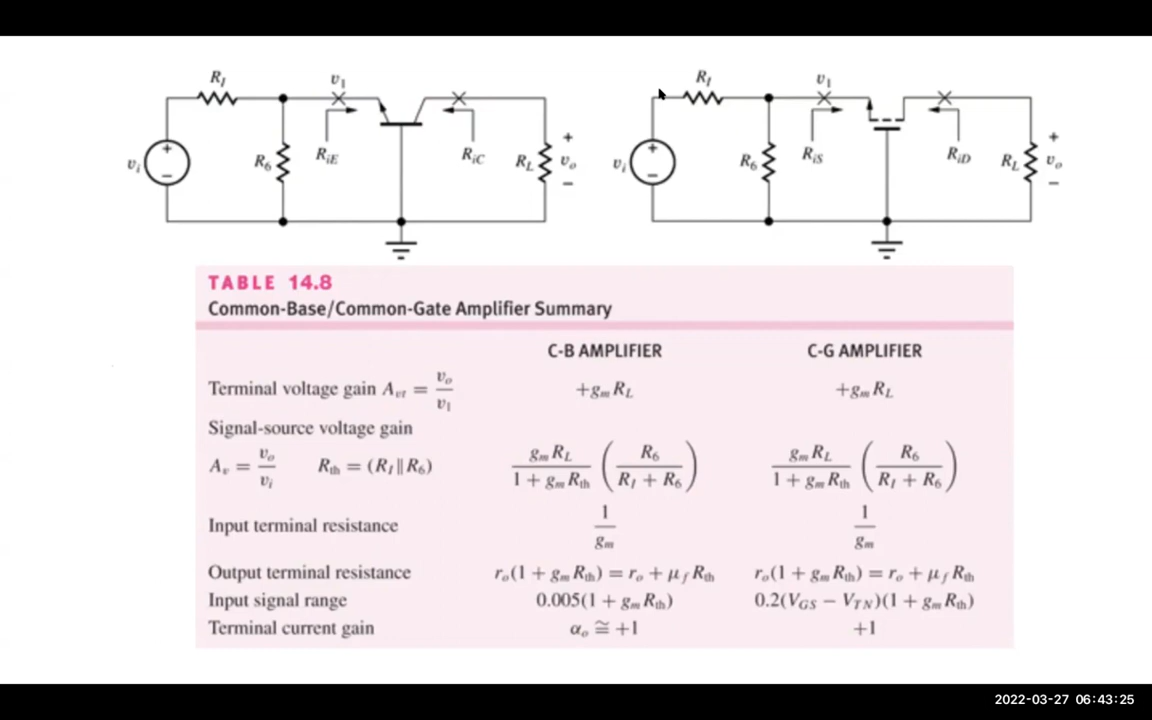 R_I v_1 R_I v_1
+ +
v_i + − R_6 R_iE R_iC R_L v_o v_i + − R_6 R_iS R_iD R_L v_o
− −
TABLE 14.8
Common-Base/Common-Gate Amplifier Summary
C-B AMPLIFIER C-G AMPLIFIER
Terminal voltage gain A_vt = v_o/v_1 +g_m R_L +g_m R_L
Signal-source voltage gain
A_v = v_o/v_i R_th = (R_I ∥ R_6) g_m R_L/(1 + g_m R_th) (R_6/(R_I + R_6)) g_m R_L/(1 + g_m R_th) (R_6/(R_I + R_6))
Input terminal resistance 1/g_m 1/g_m
Output terminal resistance r_o(1 + g_m R_th) = r_o + μ_f R_th r_o(1 + g_m R_th) = r_o + μ_f R_th
Input signal range 0.005(1 + g_m R_th) 0.2(V_GS − V_TN)(1 + g_m R_th)
Terminal current gain α_o ≅ +1 +1
2022-03-27 06:43:25